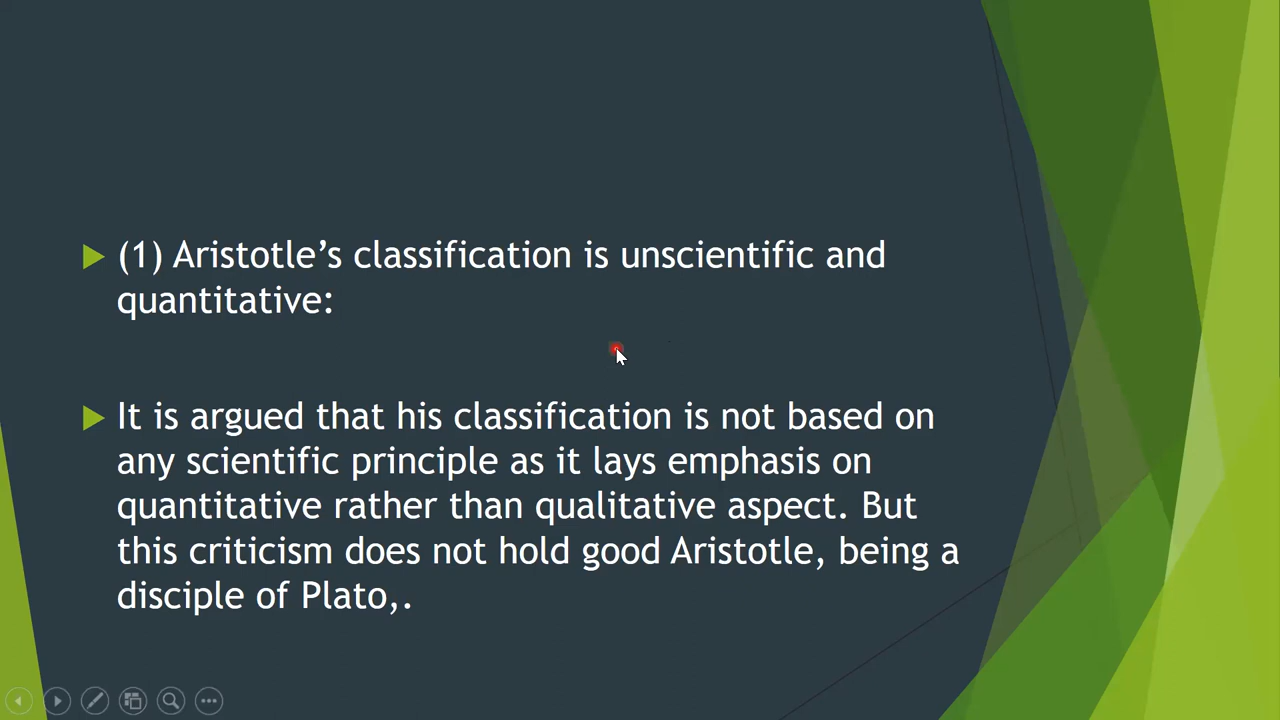 (1) Aristotle’s classification is unscientific and
quantitative:
It is argued that his classification is not based on
any scientific principle as it lays emphasis on
quantitative rather than qualitative aspect. But
this criticism does not hold good Aristotle, being a
disciple of Plato,.